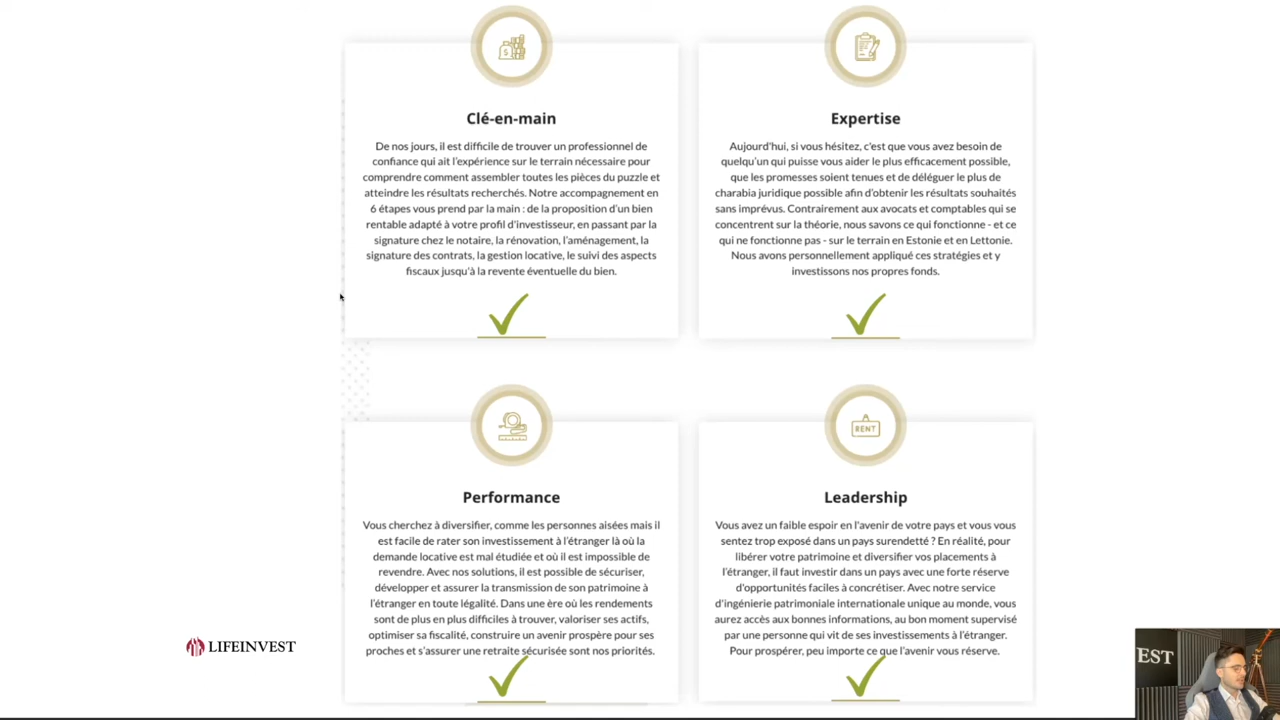 Clé-en-main
De nos jours, il est difficile de trouver un professionnel de
confiance qui ait l'expérience sur le terrain nécessaire pour
comprendre comment assembler toutes les pièces du puzzle et
atteindre les résultats recherchés. Notre accompagnement en
6 étapes vous prend par la main : de la proposition d'un bien
rentable adapté à votre profil d'investisseur, en passant par la
signature chez le notaire, la rénovation, l'aménagement, la
signature des contrats, la gestion locative, le suivi des aspects
fiscaux jusqu'à la revente éventuelle du bien.
Expertise
Aujourd'hui, si vous hésitez, c'est que vous avez besoin de
quelqu'un qui puisse vous aider le plus efficacement possible,
que les promesses soient tenues et de déléguer le plus de
charabia juridique possible afin d'obtenir les résultats souhaités
sans imprévus. Contrairement aux avocats et comptables qui se
concentrent sur la théorie, nous savons ce qui fonctionne - et ce
qui ne fonctionne pas - sur le terrain en Estonie et en Lettonie.
Nous avons personnellement appliqué ces stratégies et y
investissons nos propres fonds.
Performance
Vous cherchez à diversifier, comme les personnes aisées mais il
est facile de rater son investissement à l'étranger là où la
demande locative est mal étudiée et où il est impossible de
revendre. Avec nos solutions, il est possible de sécuriser,
développer et assurer la transmission de son patrimoine à
l'étranger en toute légalité. Dans une ère où les rendements
sont de plus en plus difficiles à trouver, valoriser ses actifs,
optimiser sa fiscalité, construire un avenir prospère pour ses
proches et s'assurer une retraite sécurisée sont nos priorités.
RENT
Leadership
Vous avez un faible espoir en l'avenir de votre pays et vous vous
sentez trop exposé dans un pays surendetté ? En réalité, pour
libérer votre patrimoine et diversifier vos placements à
l'étranger, il faut investir dans un pays avec une forte réserve
d'opportunités faciles à concrétiser. Avec notre service
d'ingénierie patrimoniale internationale unique au monde, vous
aurez accès aux bonnes informations, au bon moment supervisé
par une personne qui vit de ses investissements à l'étranger.
Pour prospérer, peu importe ce que l'avenir vous réserve.
LIFEINVEST
EST